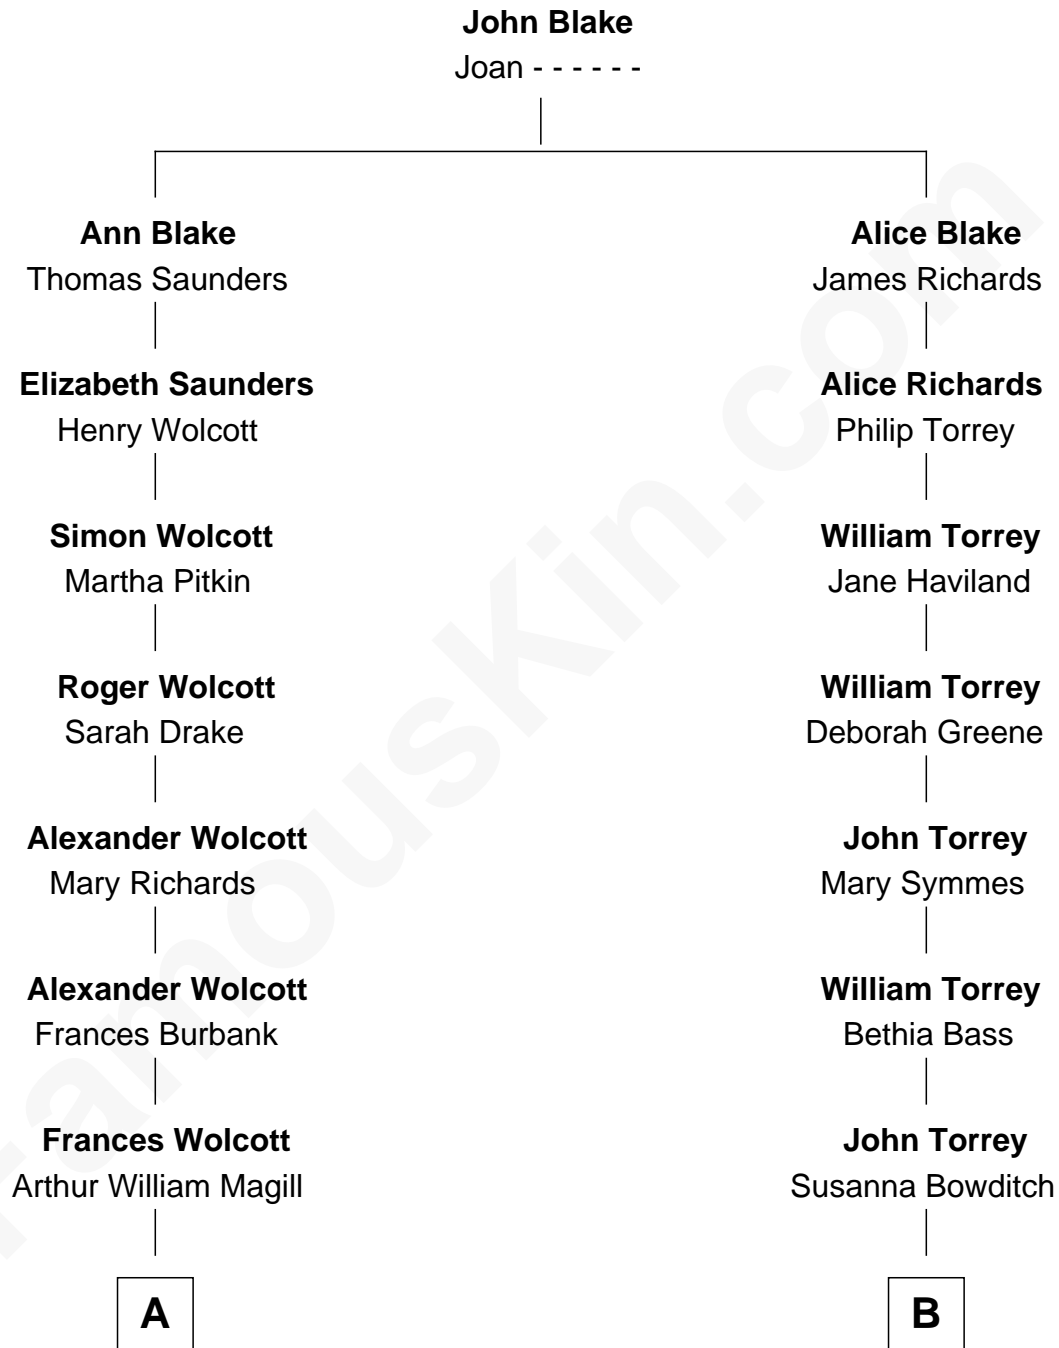 John Blake
Joan - - - - - -
Ann Blake
Thomas Saunders
Alice Blake
James Richards
Elizabeth Saunders
Henry Wolcott
Alice Richards
Philip Torrey
Simon Wolcott
Martha Pitkin
William Torrey
Jane Haviland
Roger Wolcott
Sarah Drake
William Torrey
Deborah Greene
Alexander Wolcott
Mary Richards
John Torrey
Mary Symmes
Alexander Wolcott
Frances Burbank
William Torrey
Bethia Bass
Frances Wolcott
Arthur William Magill
John Torrey
Susanna Bowditch
A
B
FamousKin.com